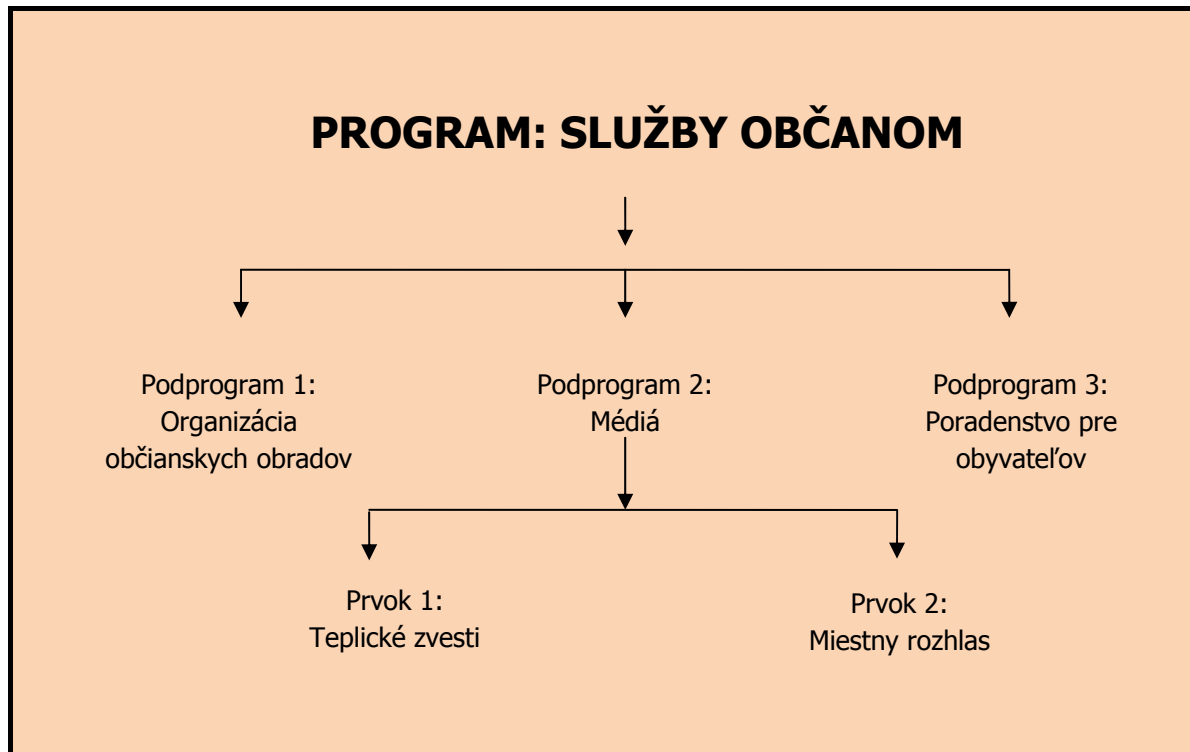 PROGRAM: SLUŽBY OBČANOM
Podprogram 1:
Organizácia
občianskych obradov
Podprogram 2:
Médiá
Podprogram 3:
Poradenstvo pre
obyvateľov
Prvok 1:
Teplické zvesti
Prvok 2:
Miestny rozhlas